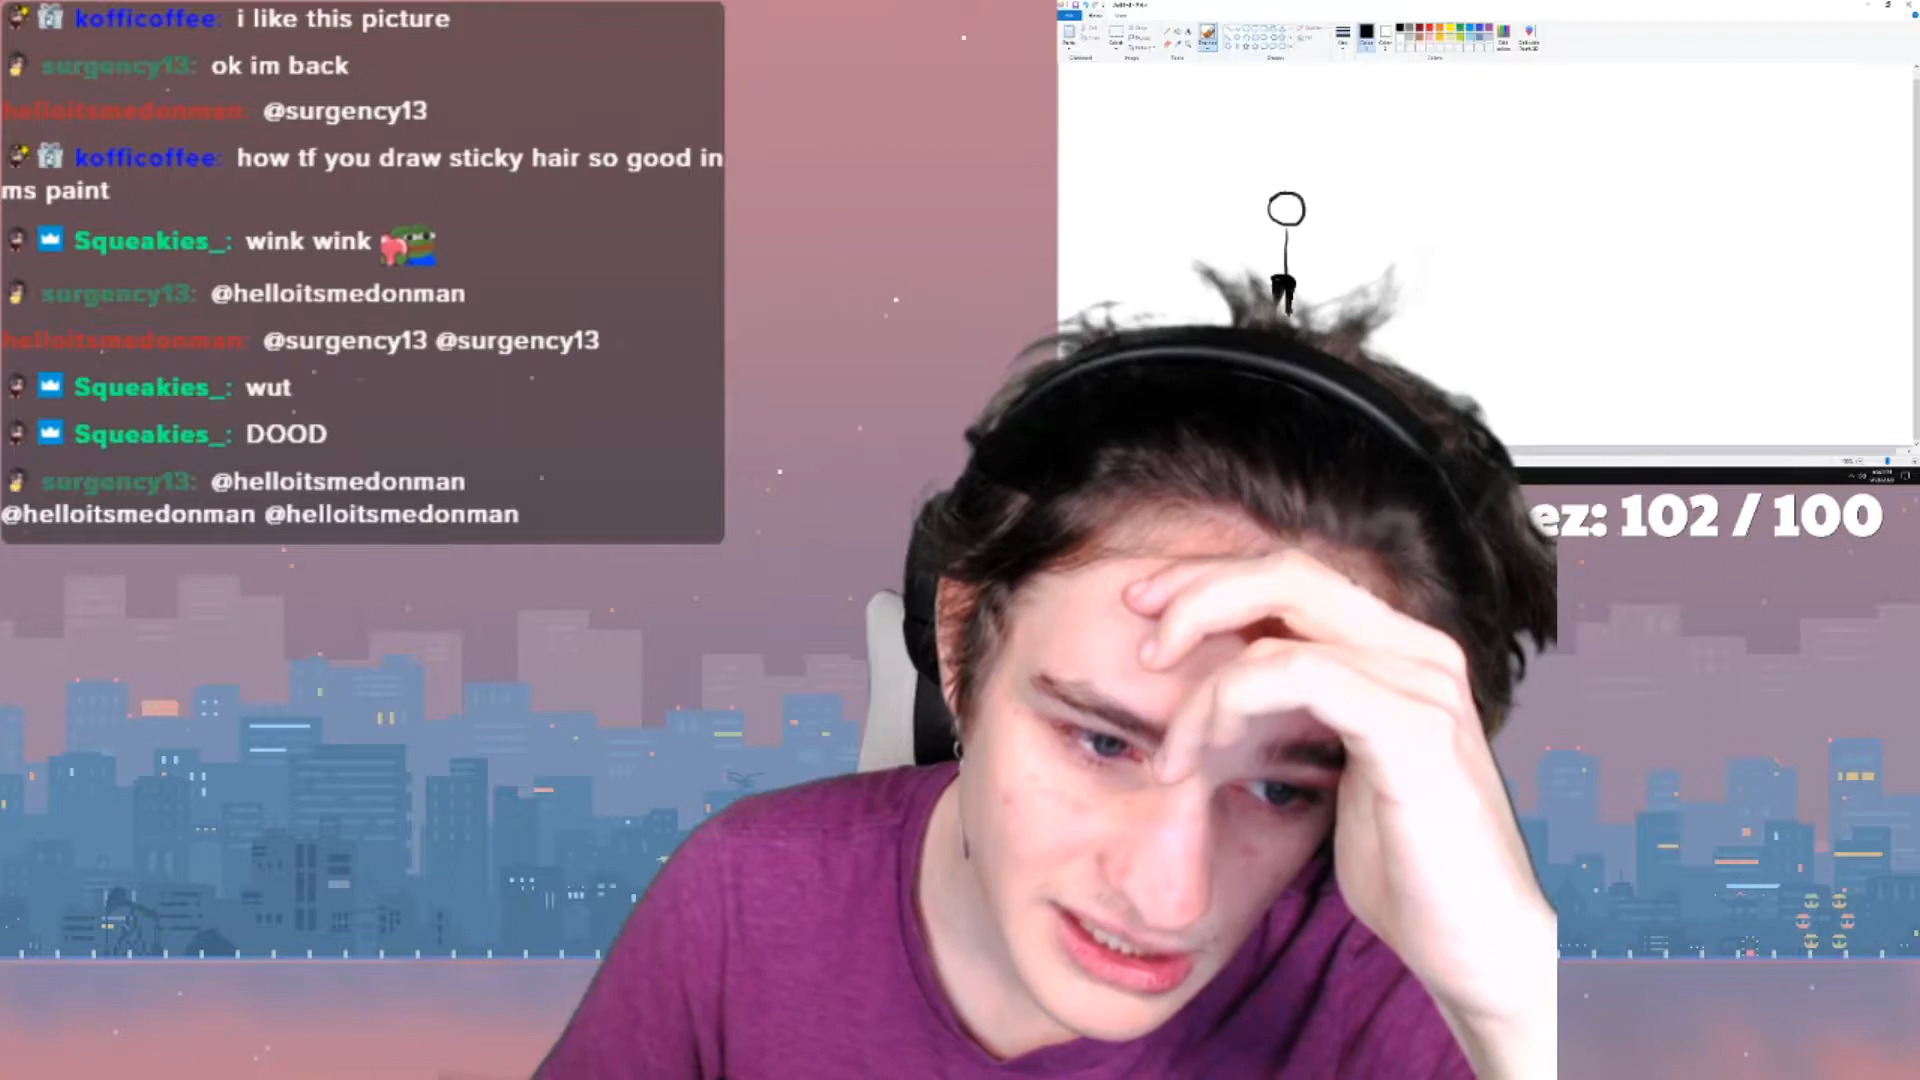 kofficoffee: i like this picture
surgency13: ok im back
helloitsmedonman: @surgency13
kofficoffee: how tf you draw sticky hair so good in
ms paint
Squeakies_: wink wink
surgency13: @helloitsmedonman
helloitsmedonman: @surgency13 @surgency13
Squeakies_: wut
Squeakies_: DOOD
surgency13: @helloitsmedonman
@helloitsmedonman @helloitsmedonman
ez: 102 / 100